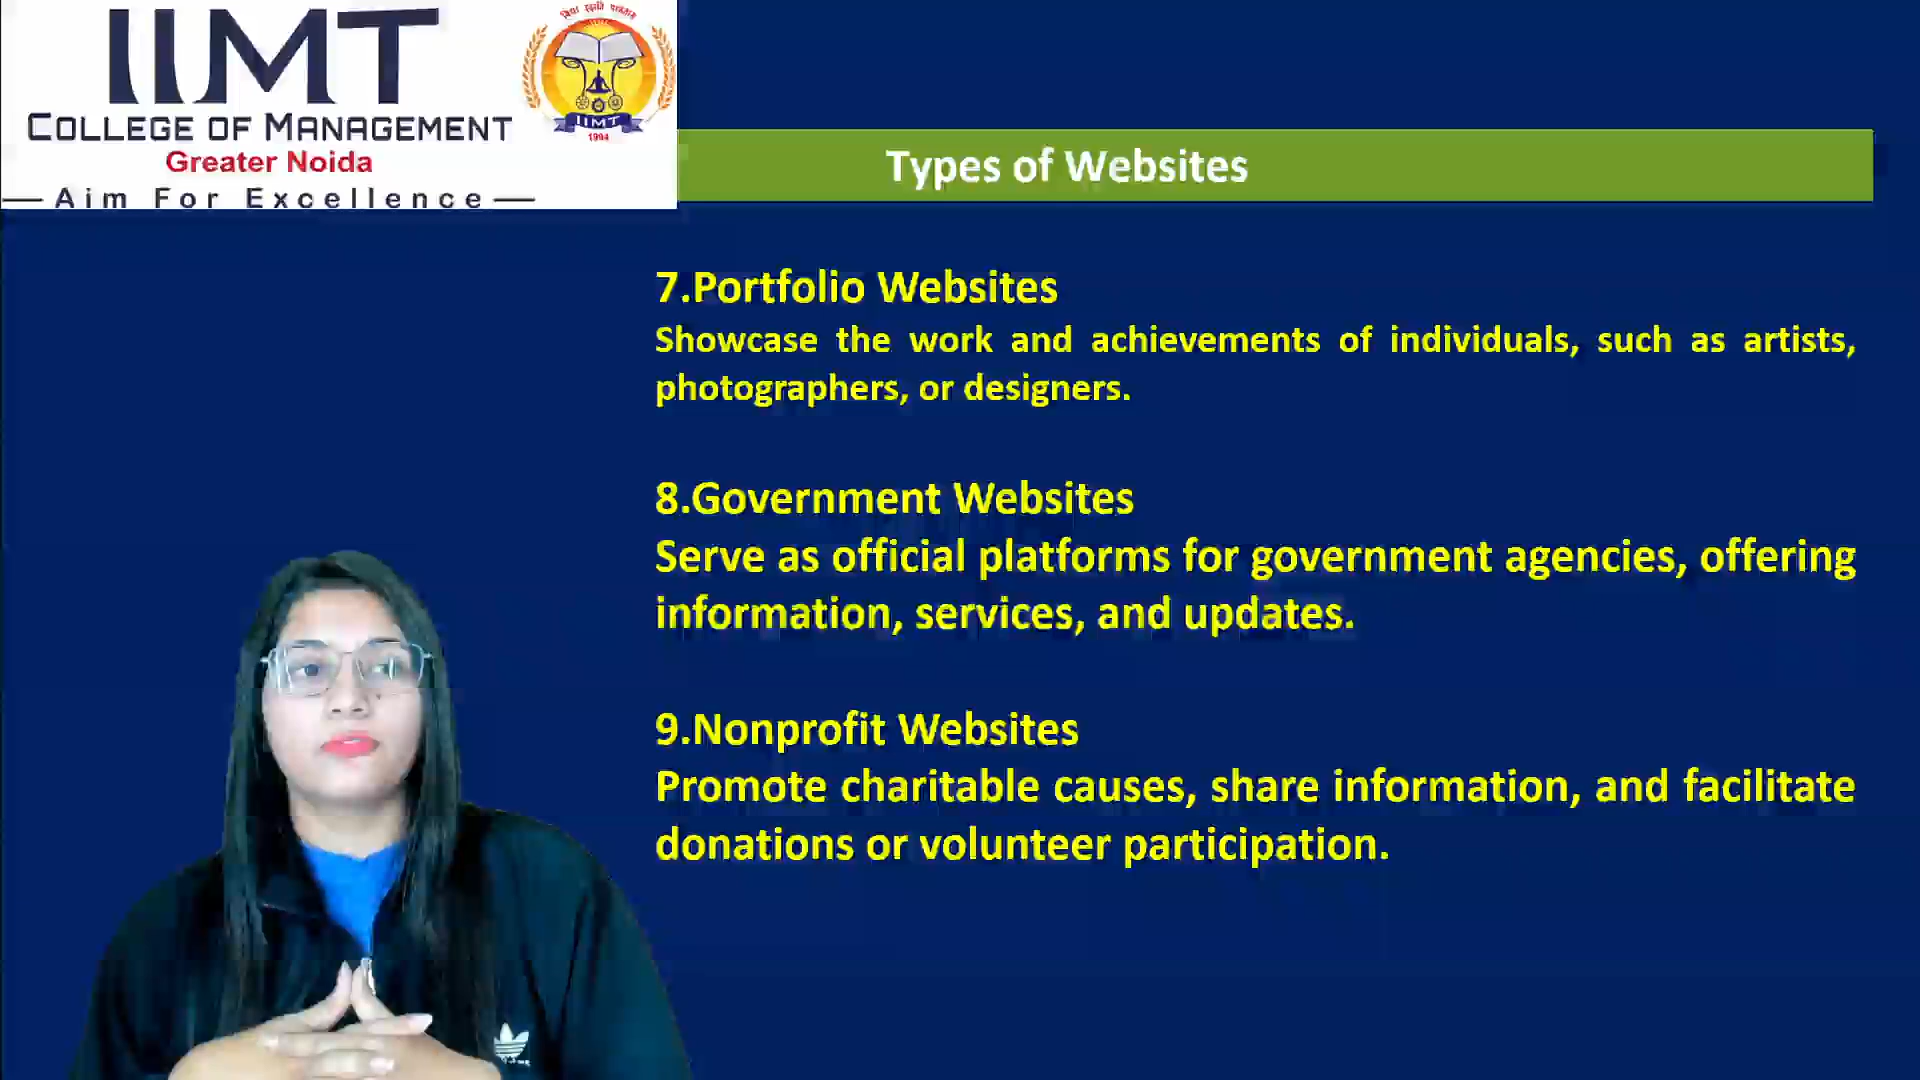 IIMT
COLLEGE OF MANAGEMENT
Greater Noida
Aim For Excellence
विद्या
IIMT
1994
Types of Websites
7.Portfolio Websites
Showcase the work and achievements of individuals, such as artists,
photographers, or designers.
8.Government Websites
Serve as official platforms for government agencies, offering
information, services, and updates.
9.Nonprofit Websites
Promote charitable causes, share information, and facilitate
donations or volunteer participation.